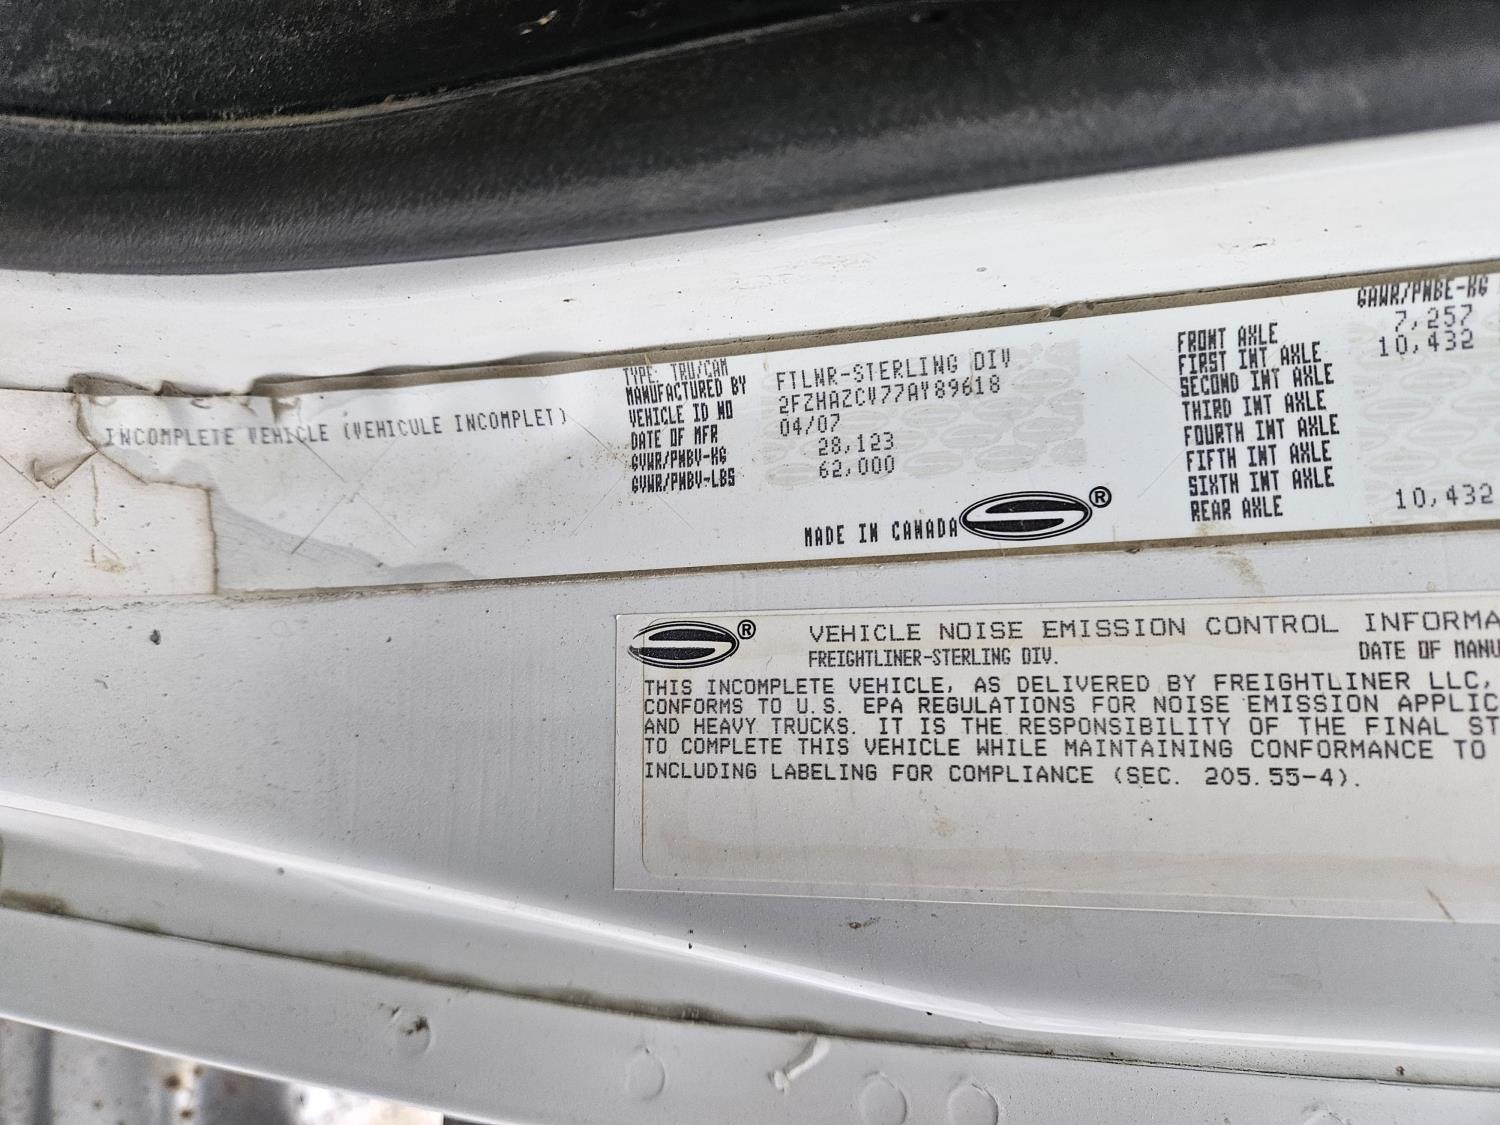 INCOMPLETE VEHICLE (VEHICULE INCOMPLET)
TYPE: TRU/CAM
MANUFACTURED BY FTLNR-STERLING DIV
VEHICLE ID NO 2FZHAZCV77AY89618
DATE OF MFR 04/07
GVWR/PNBV-KG 28,123
GVWR/PNBV-LBS 62,000
MADE IN CANADA ®
GAWR/PNBE-KG
FRONT AXLE 7,257
FIRST INT AXLE 10,432
SECOND INT AXLE
THIRD INT AXLE
FOURTH INT AXLE
FIFTH INT AXLE
SIXTH INT AXLE
REAR AXLE 10,432
® VEHICLE NOISE EMISSION CONTROL INFORMA
FREIGHTLINER-STERLING DIV. DATE OF MANU
THIS INCOMPLETE VEHICLE, AS DELIVERED BY FREIGHTLINER LLC,
CONFORMS TO U.S. EPA REGULATIONS FOR NOISE EMISSION APPLIC
AND HEAVY TRUCKS. IT IS THE RESPONSIBILITY OF THE FINAL ST
TO COMPLETE THIS VEHICLE WHILE MAINTAINING CONFORMANCE TO
INCLUDING LABELING FOR COMPLIANCE (SEC. 205.55-4).